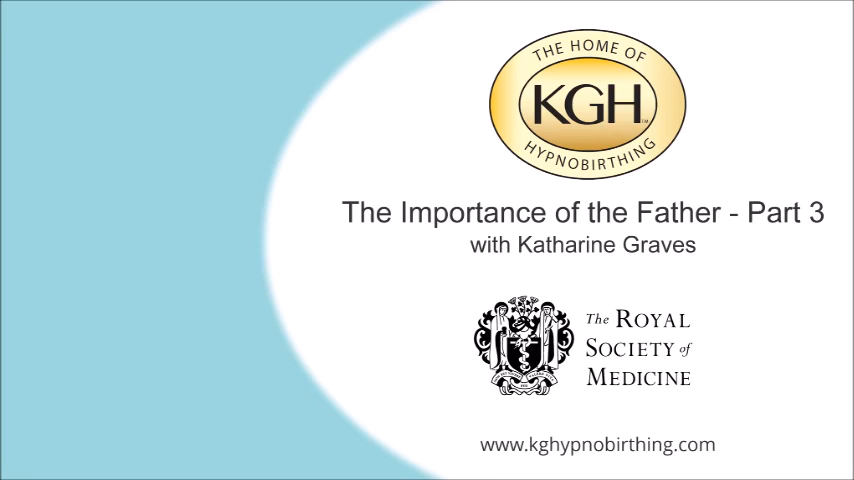 THE HOME OF
KGH™
HYPNOBIRTHING
The Importance of the Father - Part 3
with Katharine Graves
The ROYAL
SOCIETY of
MEDICINE
www.kghypnobirthing.com